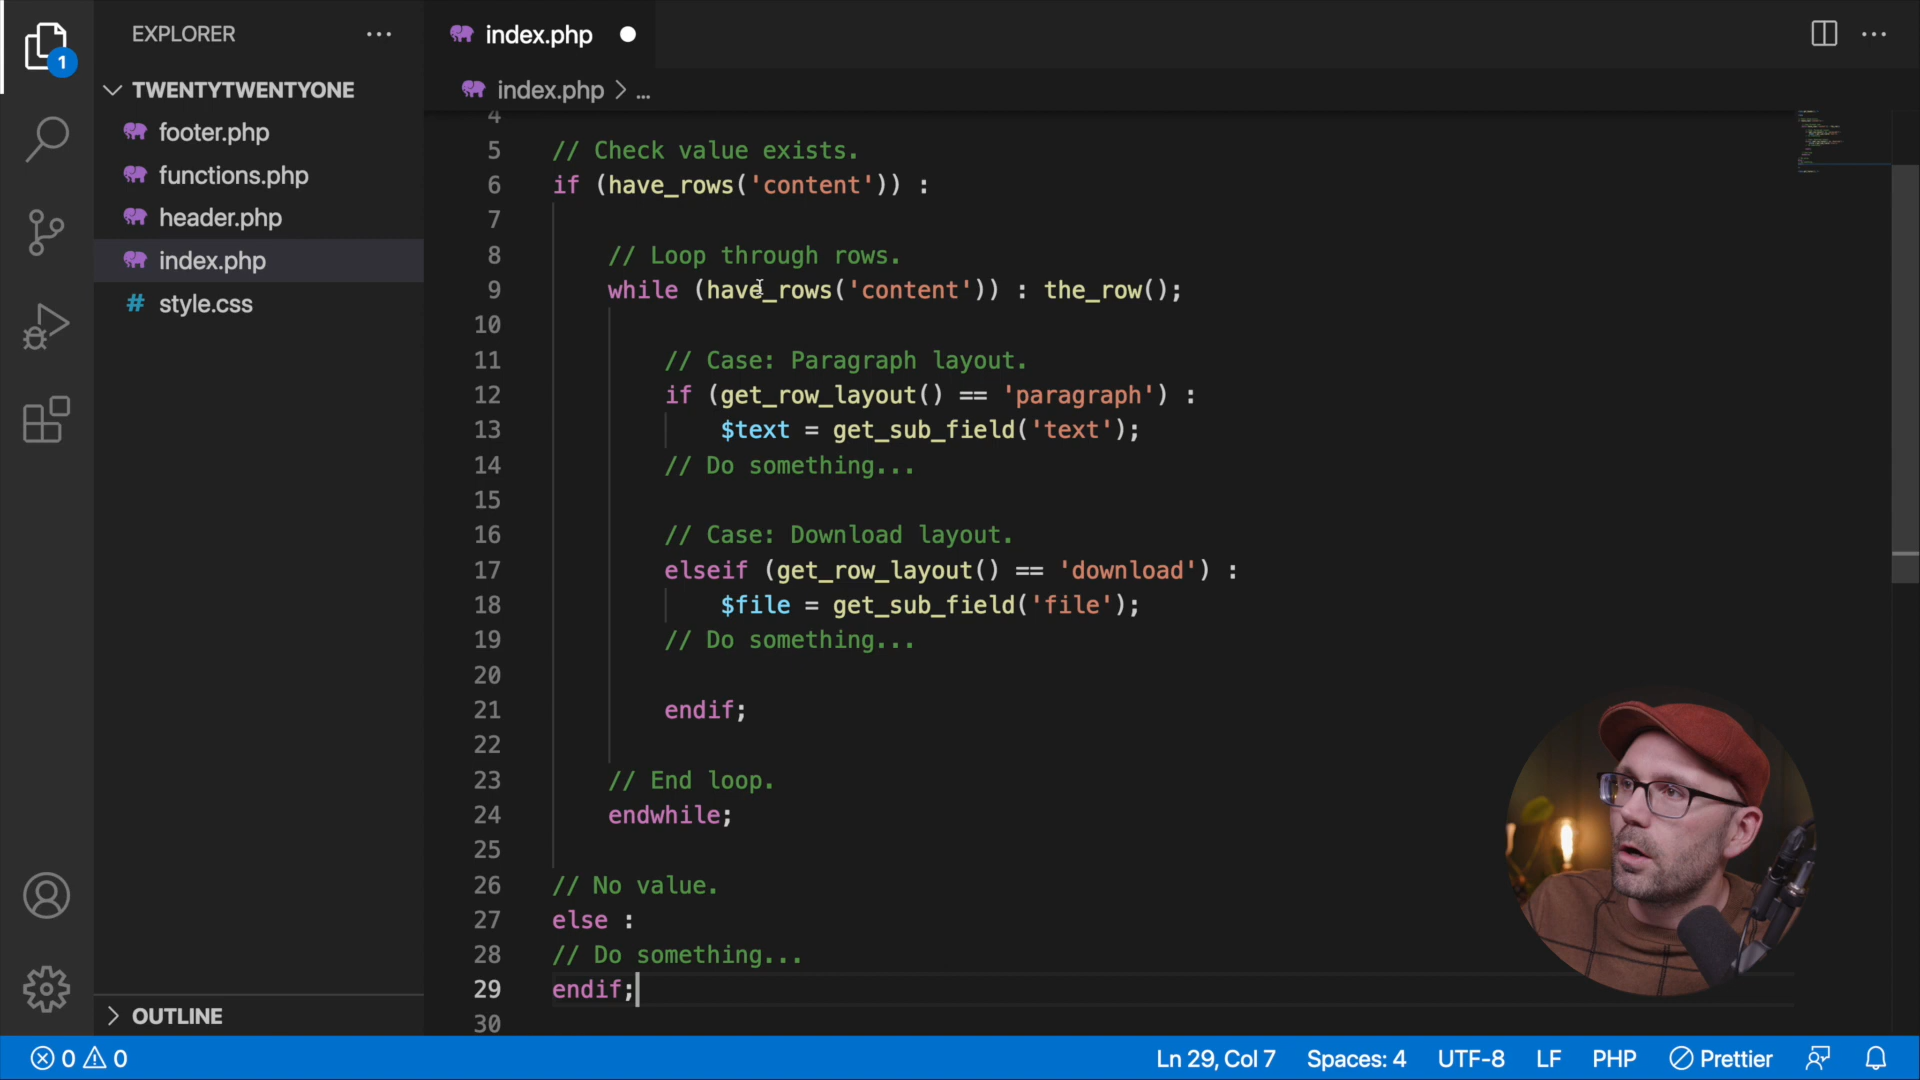 EXPLORER
index.php
1
TWENTYTWENTYONE
footer.php
functions.php
header.php
index.php
style.css
OUTLINE
index.php > ...
4
5 // Check value exists.
6 if (have_rows('content')) :
7
8 // Loop through rows.
9 while (have_rows('content')) : the_row();
10
11 // Case: Paragraph layout.
12 if (get_row_layout() == 'paragraph') :
13 $text = get_sub_field('text');
14 // Do something...
15
16 // Case: Download layout.
17 elseif (get_row_layout() == 'download') :
18 $file = get_sub_field('file');
19 // Do something...
20
21 endif;
22
23 // End loop.
24 endwhile;
25
26 // No value.
27 else :
28 // Do something...
29 endif;
30
0 0 Ln 29, Col 7 Spaces: 4 UTF-8 LF PHP Prettier